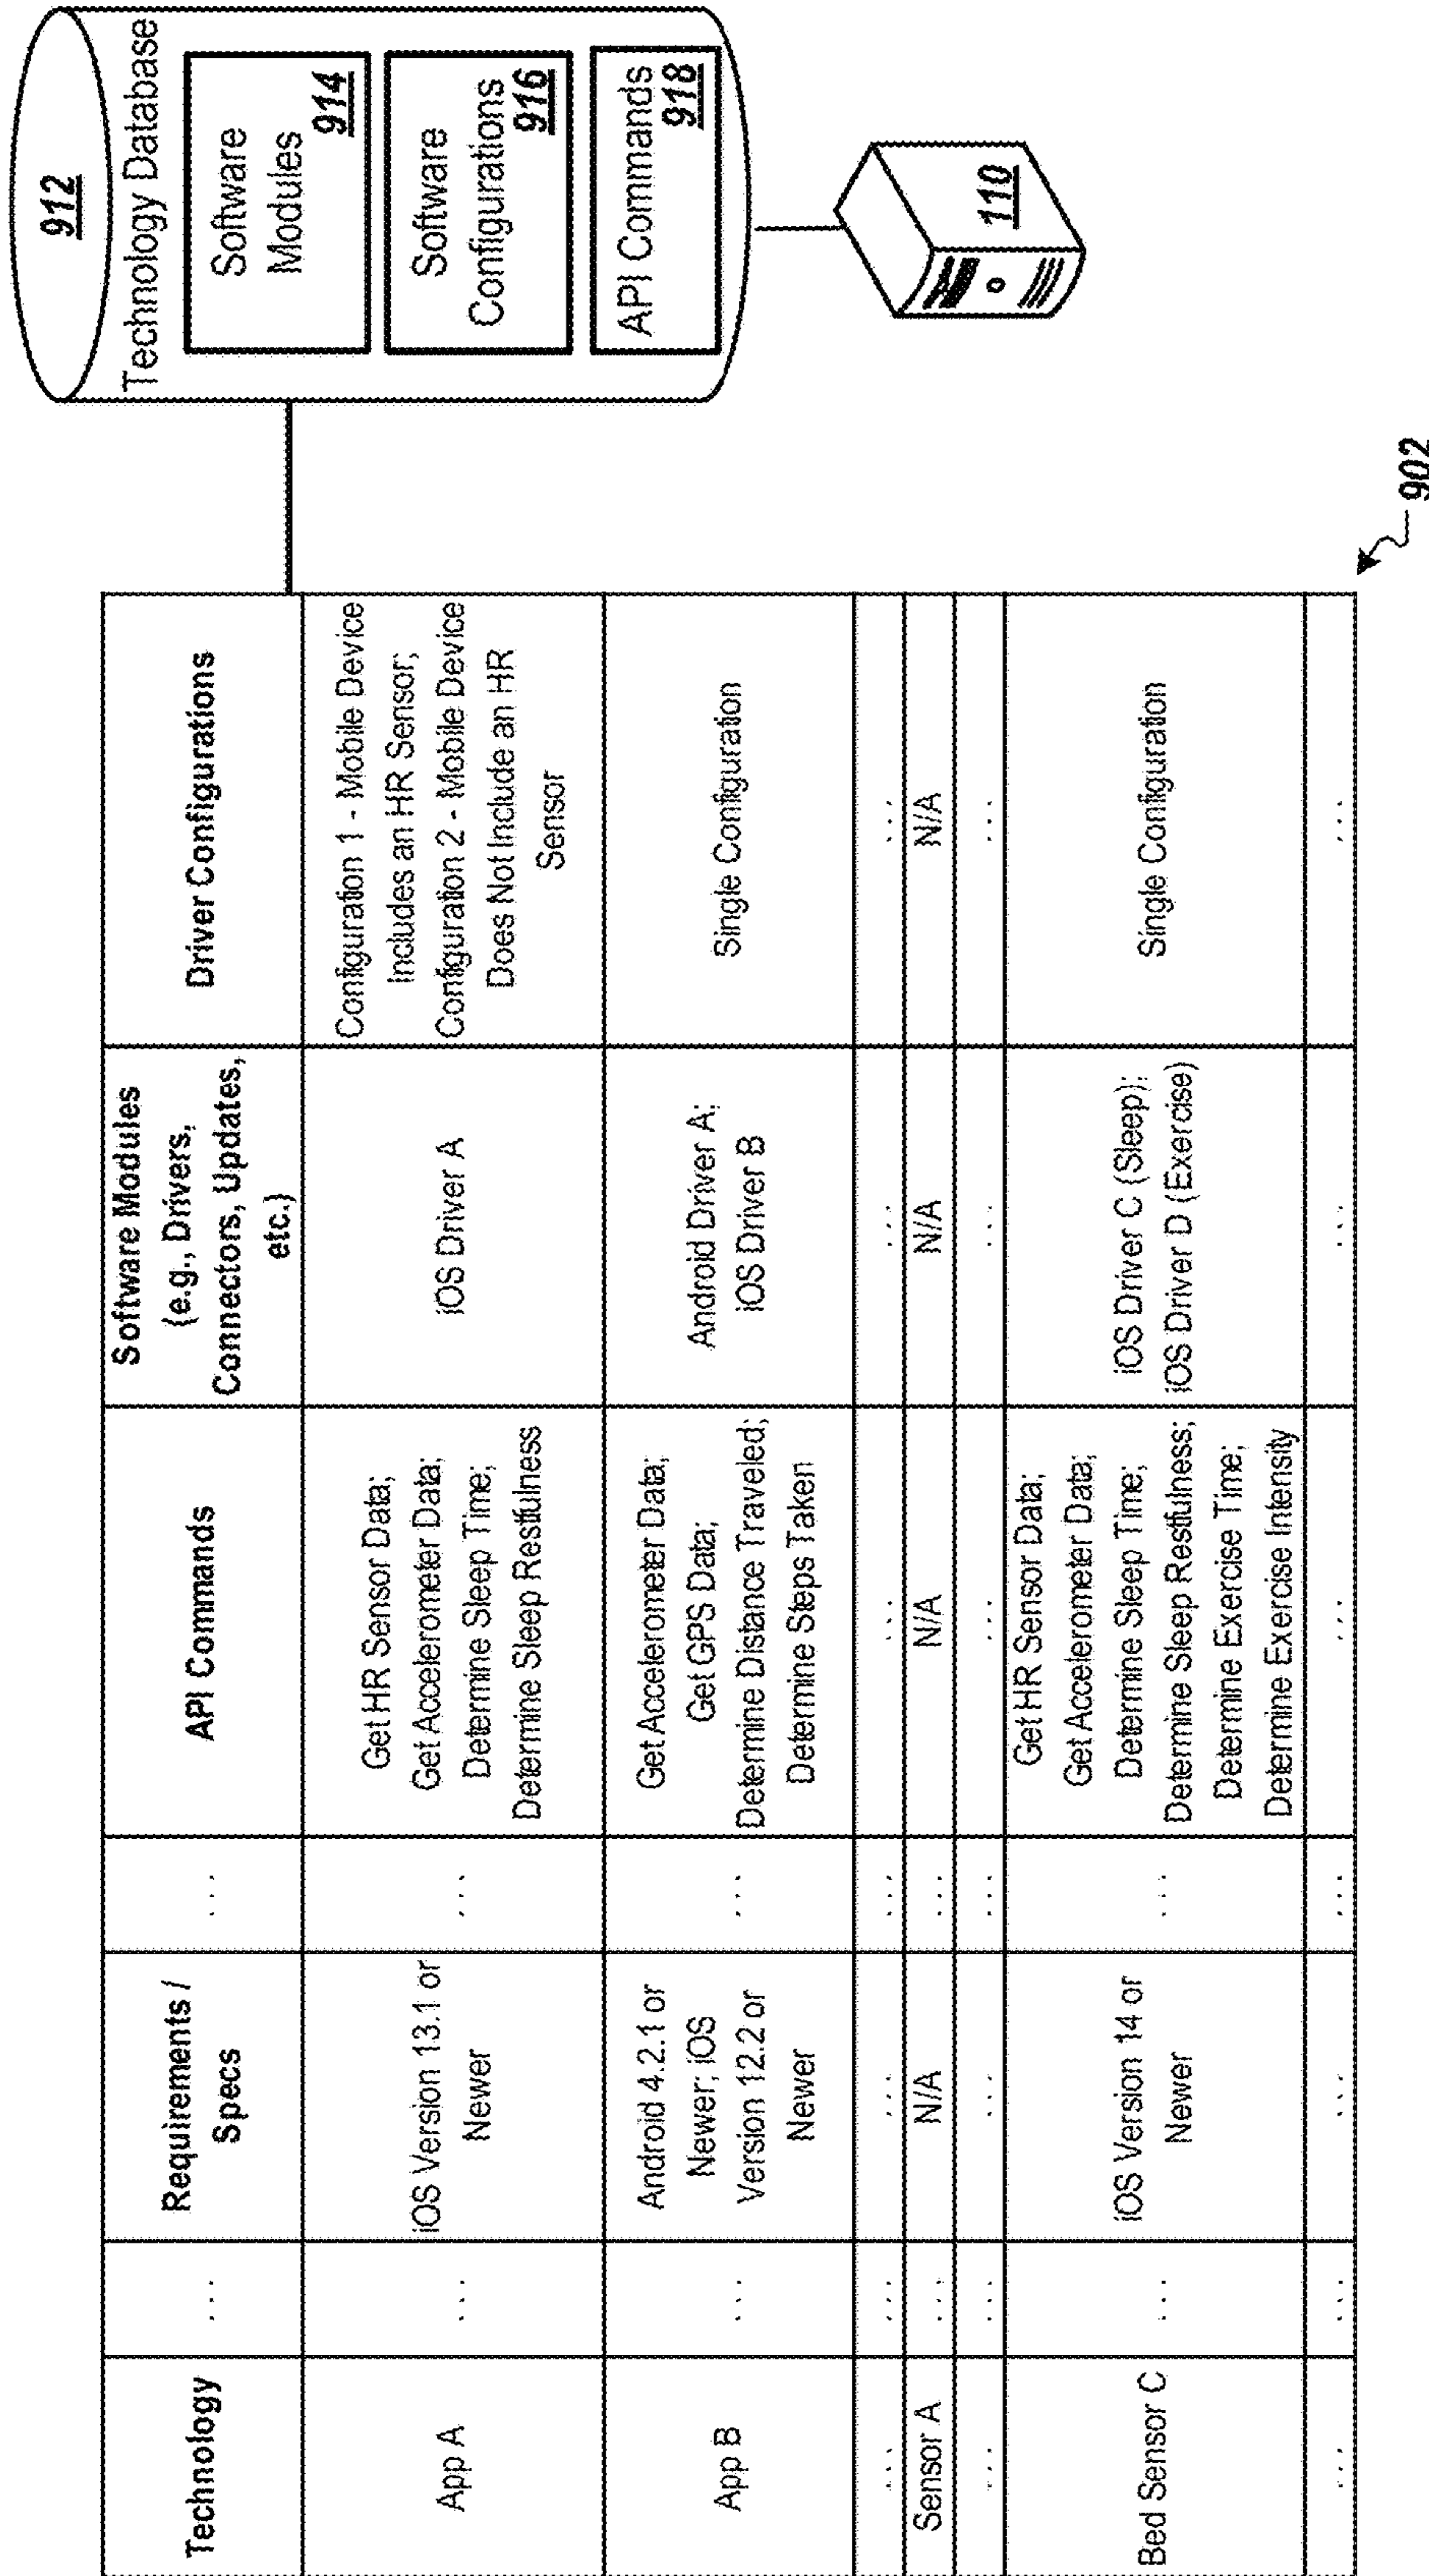 912
Technology Database
Software
Modules
914
Software
Configurations
916
API Commands
918
110
902
Technology
...
Requirements /
Specs
...
API Commands
Software Modules
(e.g., Drivers,
Connectors, Updates,
etc.)
Driver Configurations
App A
...
iOS Version 13.1 or
Newer
...
Get HR Sensor Data;
Get Accelerometer Data;
Determine Sleep Time;
Determine Sleep Restfulness
iOS Driver A
Configuration 1 - Mobile Device
Includes an HR Sensor;
Configuration 2 - Mobile Device
Does Not Include an HR
Sensor
App B
...
Android 4.2.1 or
Newer; iOS
Version 12.2 or
Newer
...
Get Accelerometer Data;
Get GPS Data;
Determine Distance Traveled;
Determine Steps Taken
Android Driver A;
iOS Driver B
Single Configuration
...
...
...
...
...
...
...
Sensor A
...
N/A
...
N/A
N/A
N/A
...
...
...
...
...
...
...
Bed Sensor C
...
iOS Version 14 or
Newer
...
Get HR Sensor Data;
Get Accelerometer Data;
Determine Sleep Time;
Determine Sleep Restfulness;
Determine Exercise Time;
Determine Exercise Intensity
iOS Driver C (Sleep);
iOS Driver D (Exercise)
Single Configuration
...
...
...
...
...
...
...